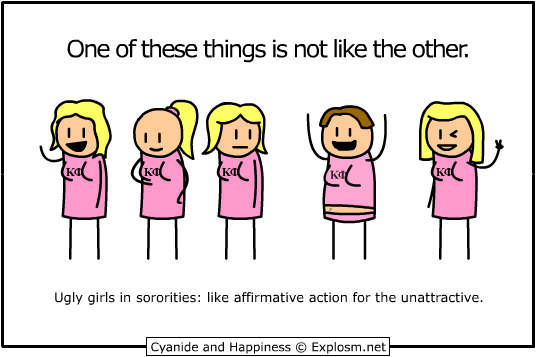 One of these things is not like the other.
ΚΦ ΚΦ ΚΦ ΚΦ ΚΦ
Ugly girls in sororities: like affirmative action for the unattractive.
Cyanide and Happiness © Explosm.net